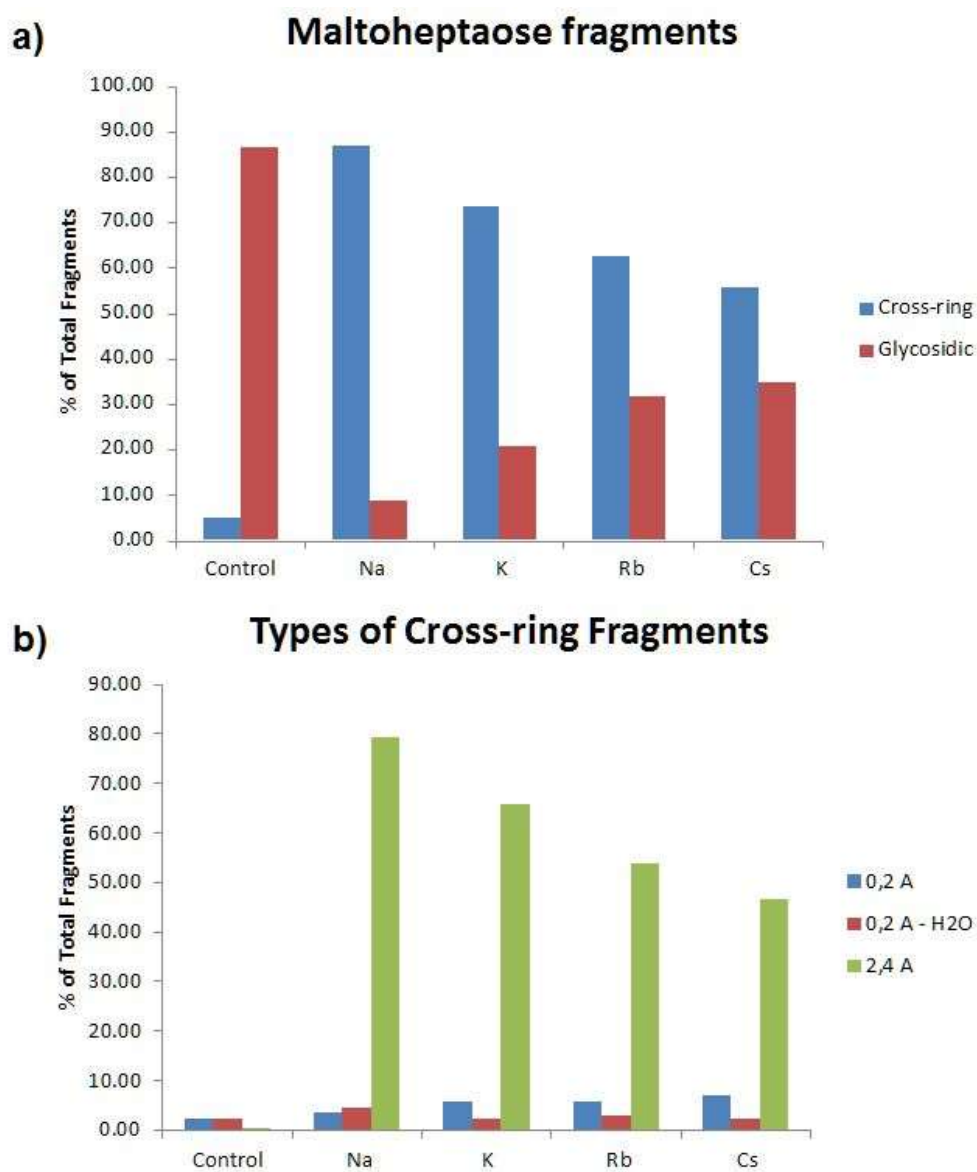 a)
Maltoheptaose fragments
% of Total Fragments
100.00
90.00
80.00
70.00
60.00
50.00
40.00
30.00
20.00
10.00
0.00
Control Na K Rb Cs
Cross-ring
Glycosidic
b)
Types of Cross-ring Fragments
% of Total Fragments
90.00
80.00
70.00
60.00
50.00
40.00
30.00
20.00
10.00
0.00
Control Na K Rb Cs
0,2 A
0,2 A - H2O
2,4 A